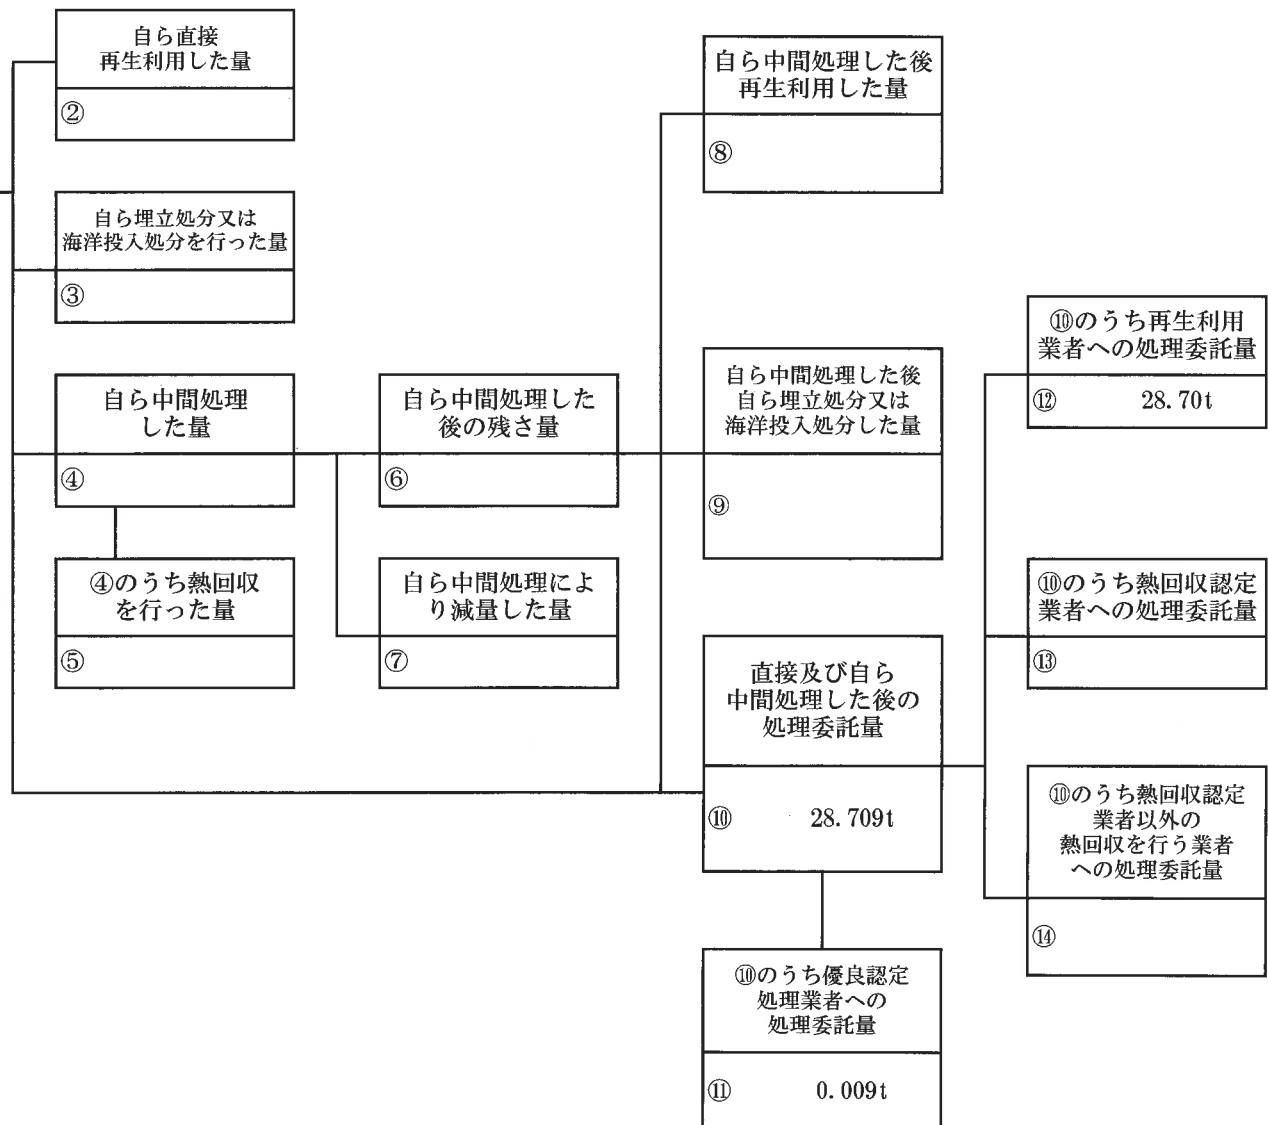 自ら直接
再生利用した量
②
自ら埋立処分又は
海洋投入処分を行った量
③
自ら中間処理
した量
④
④のうち熱回収
を行った量
⑤
自ら中間処理した
後の残さ量
⑥
自ら中間処理によ
り減量した量
⑦
自ら中間処理した後
再生利用した量
⑧
自ら中間処理した後
自ら埋立処分又は
海洋投入処分した量
⑨
直接及び自ら
中間処理した後の
処理委託量
⑩ 28.709t
⑩のうち優良認定
処理業者への
処理委託量
⑪ 0.009t
⑩のうち再生利用
業者への処理委託量
⑫ 28.70t
⑩のうち熱回収認定
業者への処理委託量
⑬
⑩のうち熱回収認定
業者以外の
熱回収を行う業者
への処理委託量
⑭